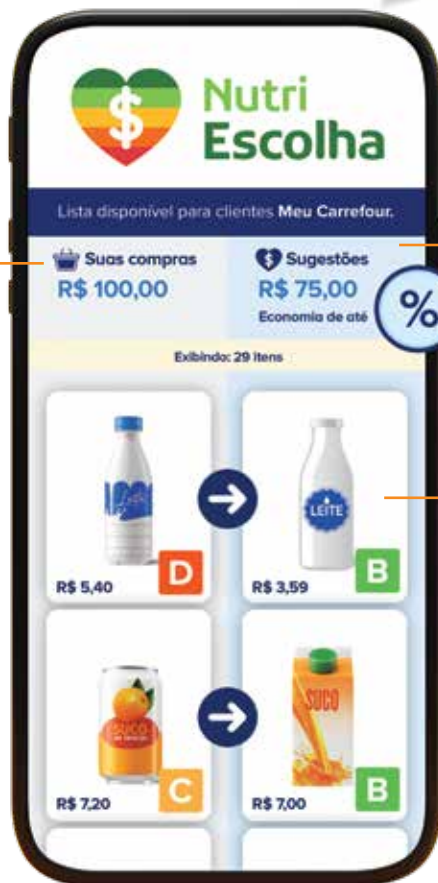 $
Nutri
Escolha
Lista disponível para clientes Meu Carrefour.
Suas compras
R$ 100,00
$ Sugestões
R$ 75,00
Economia de até
%
Exibindo: 29 itens
LEITE
R$ 5,40
D
R$ 3,59
B
SUCO
SUCO
R$ 7,20
C
R$ 7,00
B